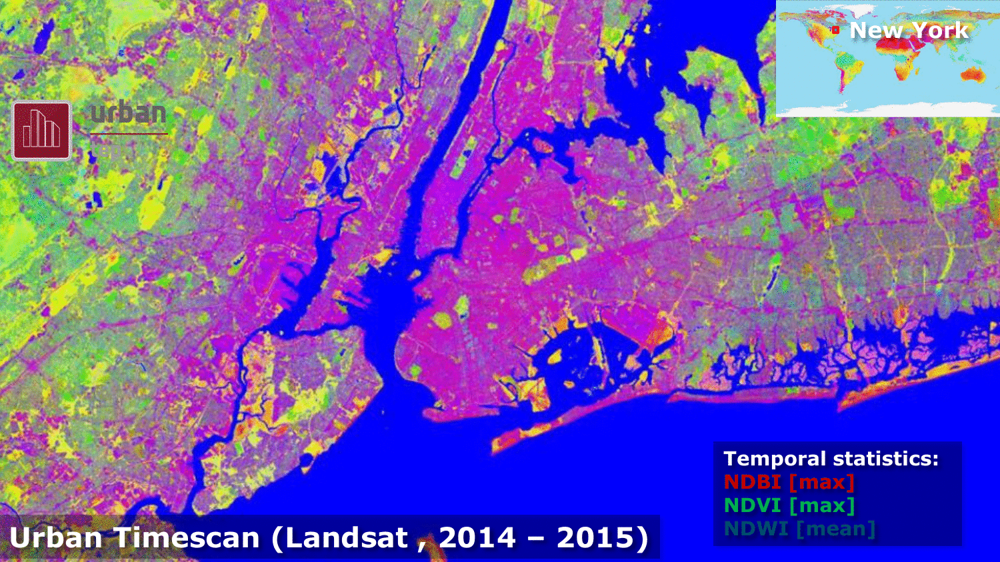 New York
urban
Temporal statistics:
NDBI [max]
NDVI [max]
NDWI [mean]
Urban Timescan (Landsat , 2014 – 2015)